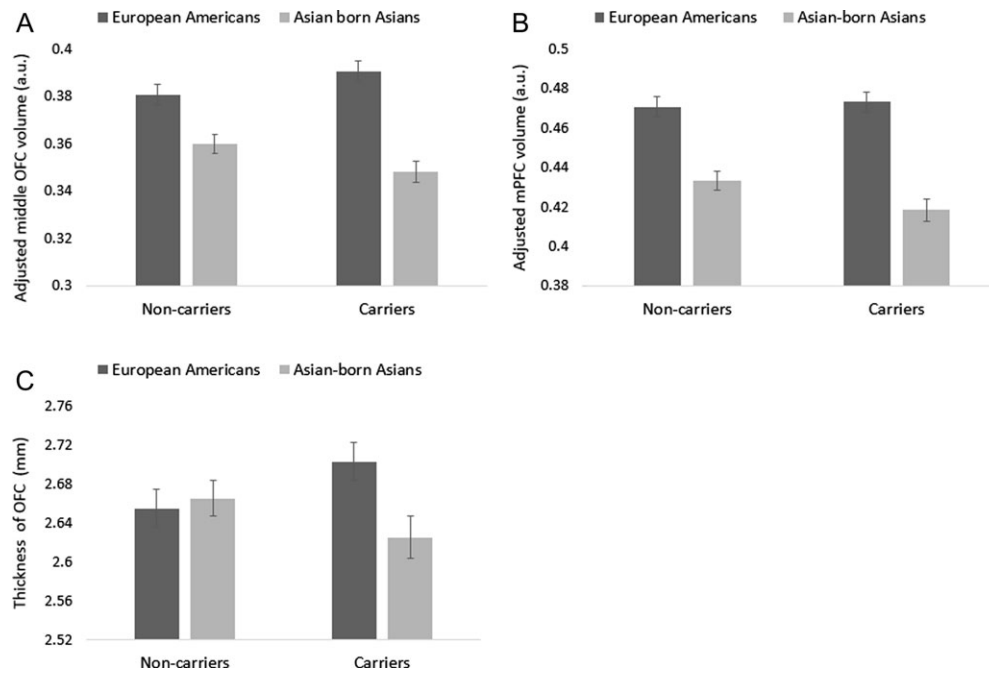 A
European Americans Asian born Asians
Adjusted middle OFC volume (a.u.)
0.4
0.38
0.36
0.34
0.32
0.3
Non-carriers Carriers
B
European Americans Asian-born Asians
Adjusted mPFC volume (a.u.)
0.5
0.48
0.46
0.44
0.42
0.4
0.38
Non-carriers Carriers
C
European Americans Asian-born Asians
Thickness of OFC (mm)
2.76
2.72
2.68
2.64
2.6
2.56
2.52
Non-carriers Carriers